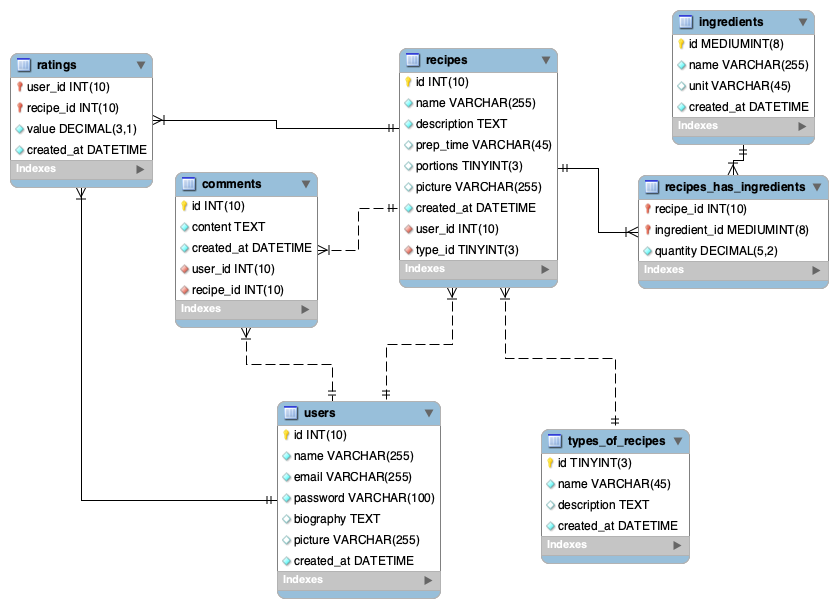 ratings
user_id INT(10)
recipe_id INT(10)
value DECIMAL(3,1)
created_at DATETIME
Indexes
comments
id INT(10)
content TEXT
created_at DATETIME
user_id INT(10)
recipe_id INT(10)
Indexes
recipes
id INT(10)
name VARCHAR(255)
description TEXT
prep_time VARCHAR(45)
portions TINYINT(3)
picture VARCHAR(255)
created_at DATETIME
user_id INT(10)
type_id TINYINT(3)
Indexes
ingredients
id MEDIUMINT(8)
name VARCHAR(255)
unit VARCHAR(45)
created_at DATETIME
Indexes
recipes_has_ingredients
recipe_id INT(10)
ingredient_id MEDIUMINT(8)
quantity DECIMAL(5,2)
Indexes
users
id INT(10)
name VARCHAR(255)
email VARCHAR(255)
password VARCHAR(100)
biography TEXT
picture VARCHAR(255)
created_at DATETIME
Indexes
types_of_recipes
id TINYINT(3)
name VARCHAR(45)
description TEXT
created_at DATETIME
Indexes